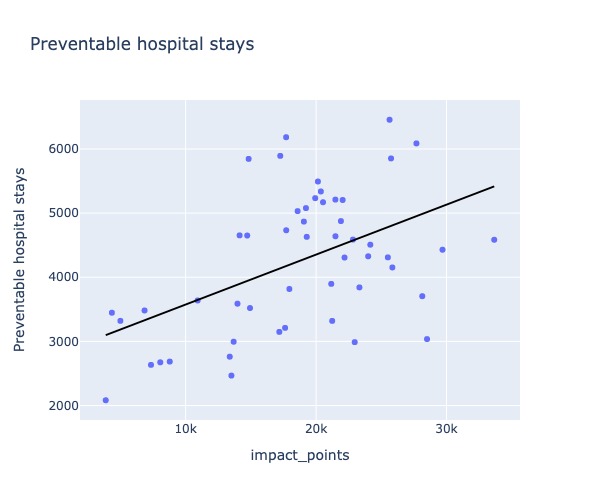 Preventable hospital stays
Preventable hospital stays
6000
5000
4000
3000
2000
10k
20k
30k
impact_points